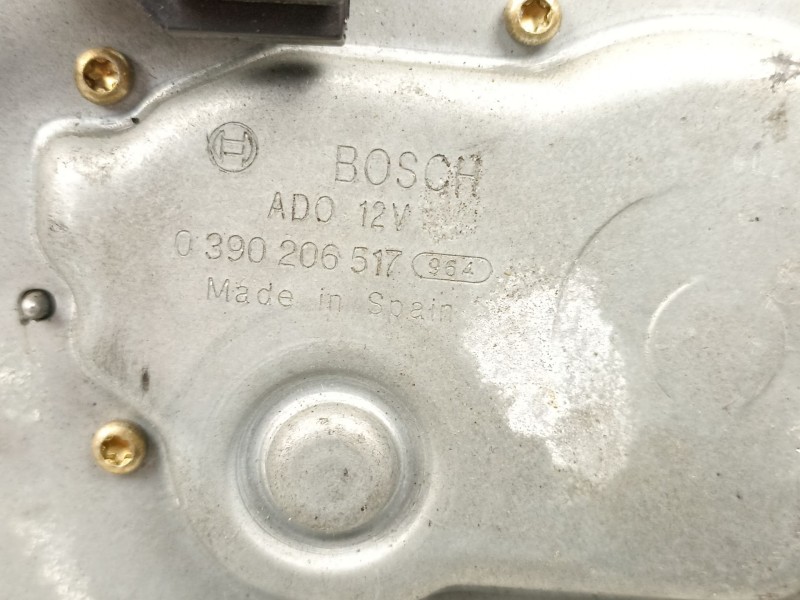 BOSCH
ADO 12V
0 390 206 517 964
Made in Spain